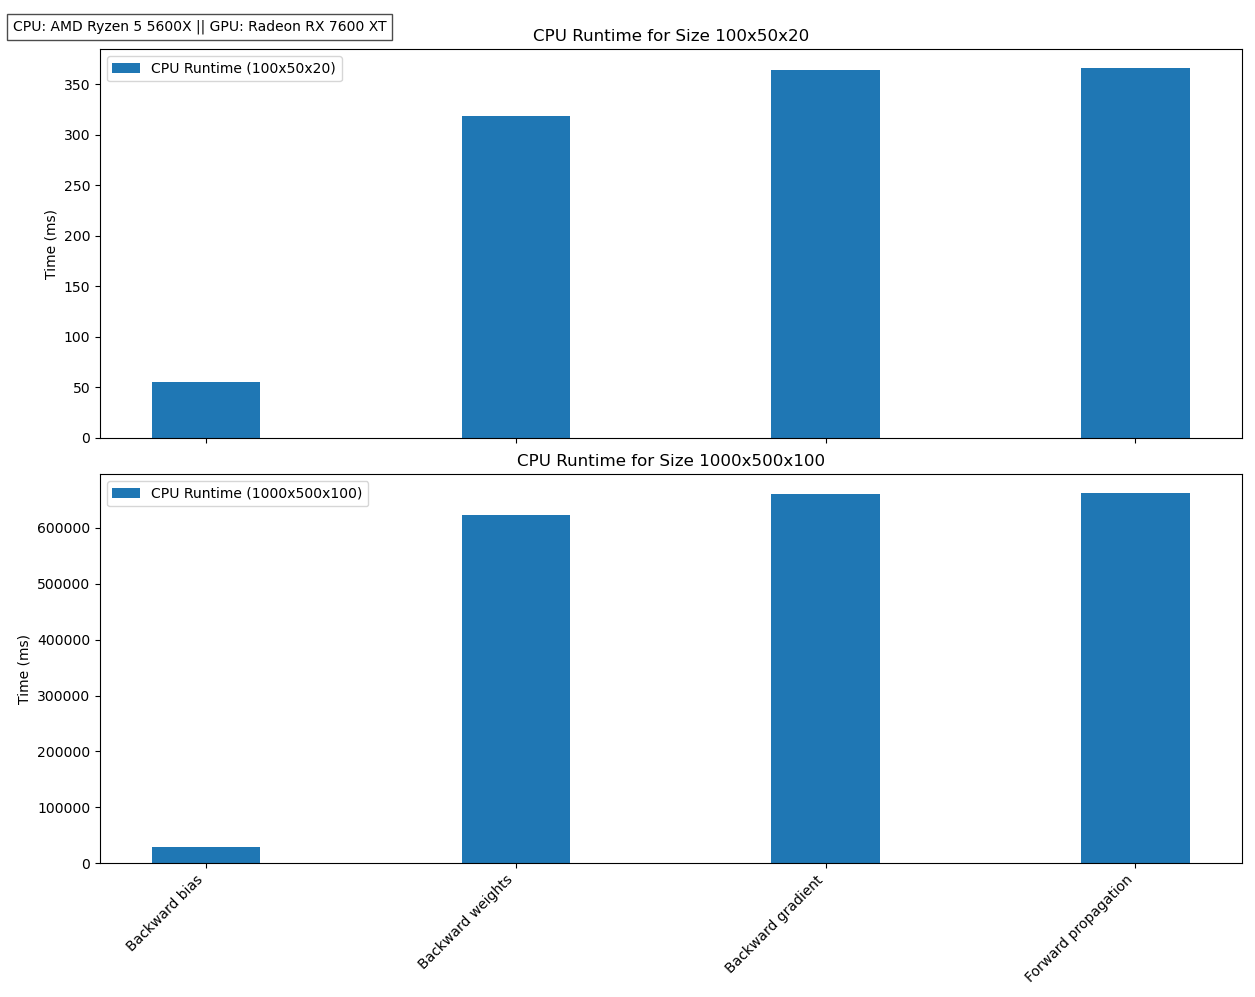 CPU: AMD Ryzen 5 5600X || GPU: Radeon RX 7600 XT
CPU Runtime for Size 100x50x20
CPU Runtime (100x50x20)
Time (ms)
350
300
250
200
150
100
50
0
CPU Runtime for Size 1000x500x100
CPU Runtime (1000x500x100)
Time (ms)
600000
500000
400000
300000
200000
100000
0
Backward bias
Backward weights
Backward gradient
Forward propagation